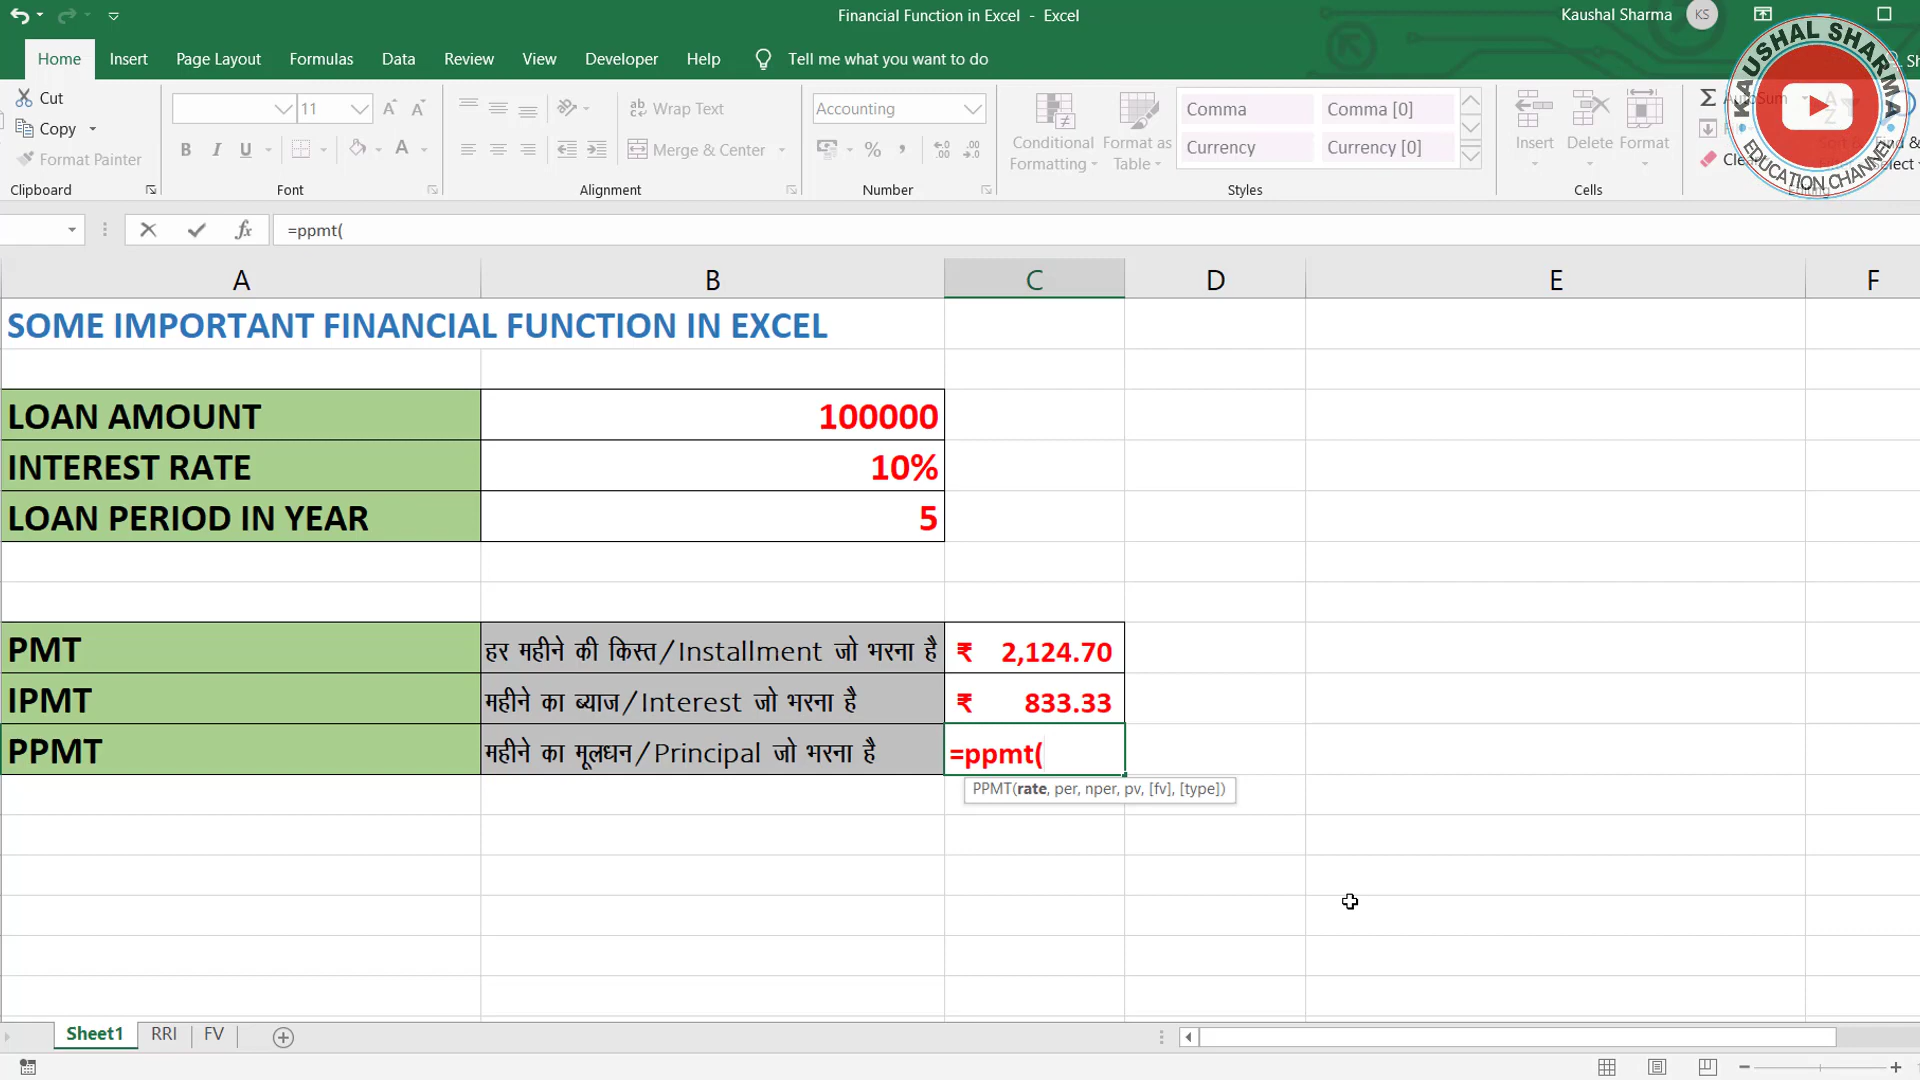 Financial Function in Excel - Excel
Kaushal Sharma KS
Home Insert Page Layout Formulas Data Review View Developer Help Tell me what you want to do
Cut
Copy
Format Painter
Clipboard
11
Font
Wrap Text
Merge & Center
Alignment
Accounting
Number
Conditional Formatting
Format as Table
Comma Comma [0]
Currency Currency [0]
Styles
Insert Delete Format
Cells
AutoSum
KAUSHAL SHARMA
EDUCATION CHANNEL
=ppmt(
A B C D E F
SOME IMPORTANT FINANCIAL FUNCTION IN EXCEL
LOAN AMOUNT 100000
INTEREST RATE 10%
LOAN PERIOD IN YEAR 5
PMT हर महीने की किस्त/Installment जो भरना है ₹ 2,124.70
IPMT महीने का ब्याज/Interest जो भरना है ₹ 833.33
PPMT महीने का मूलधन/Principal जो भरना है =ppmt(
PPMT(rate, per, nper, pv, [fv], [type])
Sheet1 RRI FV